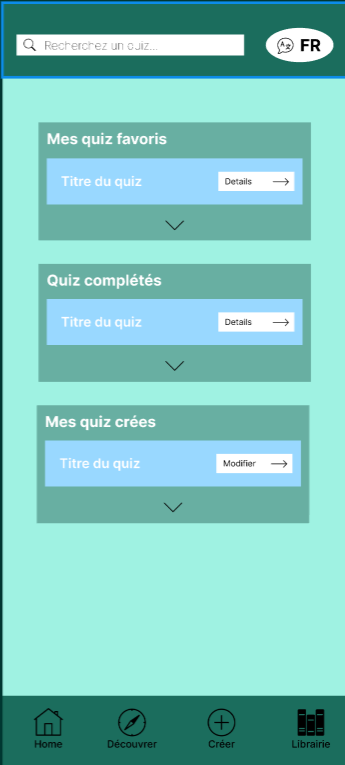 Recherchez un quiz...
FR
Mes quiz favoris
Titre du quiz
Details
Quiz complétés
Titre du quiz
Details
Mes quiz crées
Titre du quiz
Modifier
Home
Découvrer
Créer
Librairie